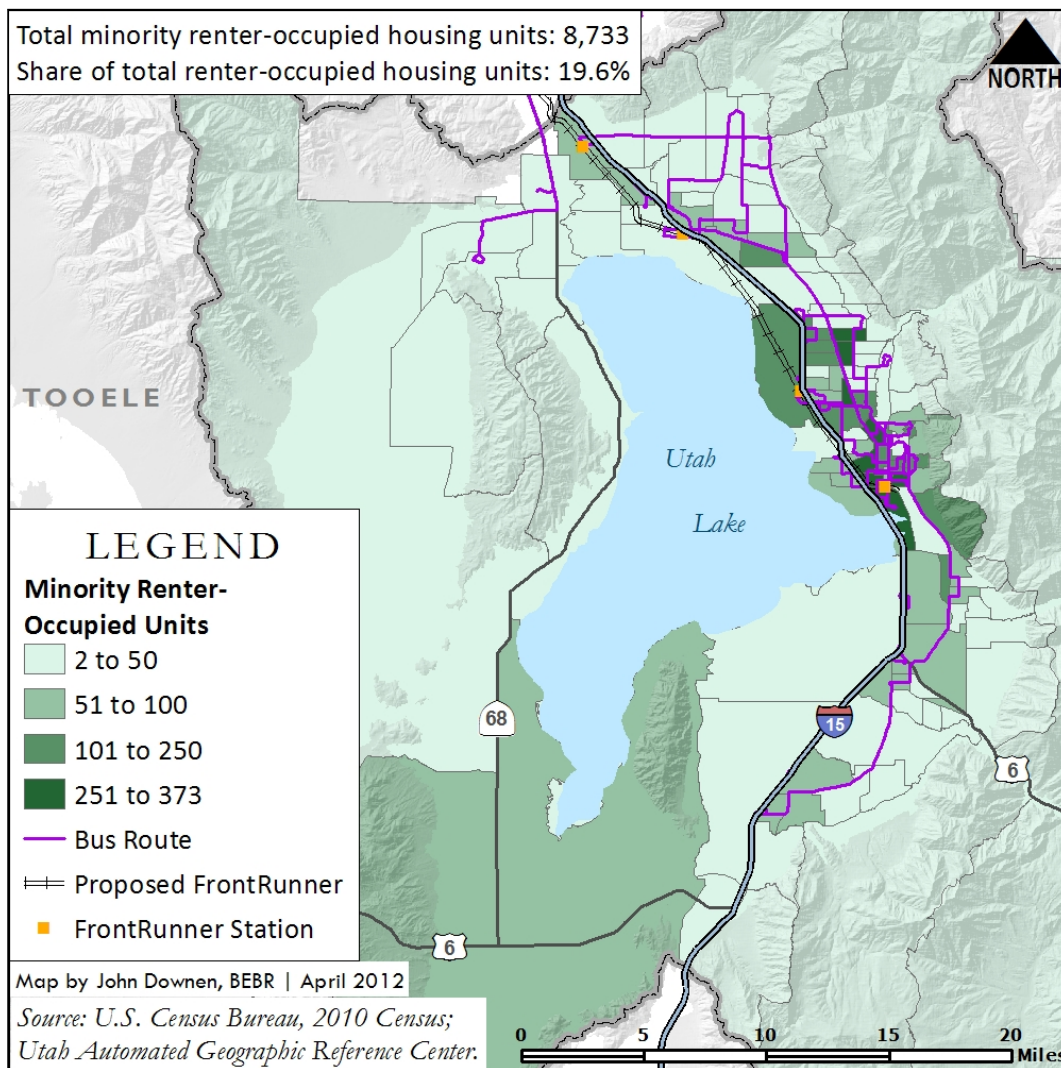 Total minority renter-occupied housing units: 8,733
Share of total renter-occupied housing units: 19.6%
NORTH
TOOELE
Utah
Lake
LEGEND
Minority Renter-
Occupied Units
2 to 50
51 to 100
101 to 250
251 to 373
Bus Route
Proposed FrontRunner
FrontRunner Station
68
15
6
6
Map by John Downen, BEBR | April 2012
Source: U.S. Census Bureau, 2010 Census;
Utah Automated Geographic Reference Center.
0 5 10 15 20
Miles